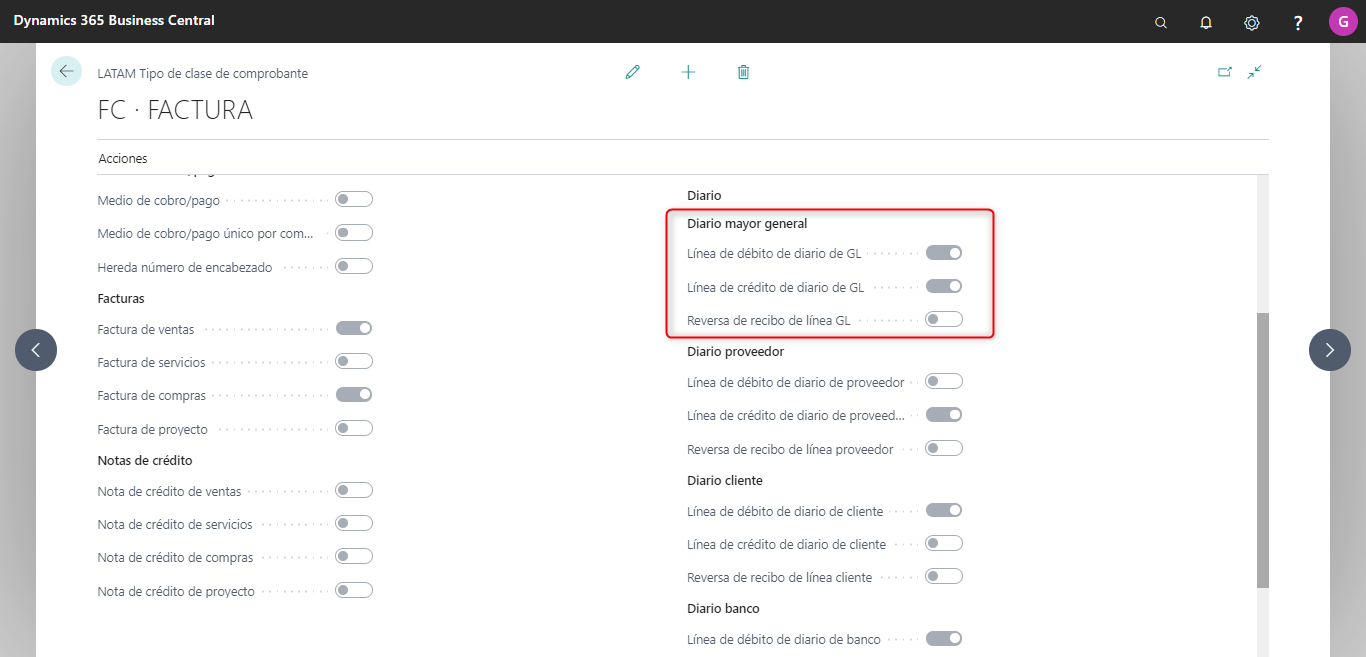 Dynamics 365 Business Central
?
G
LATAM Tipo de clase de comprobante
FC · FACTURA
Acciones
Medio de cobro/pago
Medio de cobro/pago único por com...
Hereda número de encabezado
Facturas
Factura de ventas
Factura de servicios
Factura de compras
Factura de proyecto
Notas de crédito
Nota de crédito de ventas
Nota de crédito de servicios
Nota de crédito de compras
Nota de crédito de proyecto
Diario
Diario mayor general
Línea de débito de diario de GL
Línea de crédito de diario de GL
Reversa de recibo de línea GL
Diario proveedor
Línea de débito de diario de proveedor
Línea de crédito de diario de proveed...
Reversa de recibo de línea proveedor
Diario cliente
Línea de débito de diario de cliente
Línea de crédito de diario de cliente
Reversa de recibo de línea cliente
Diario banco
Línea de débito de diario de banco